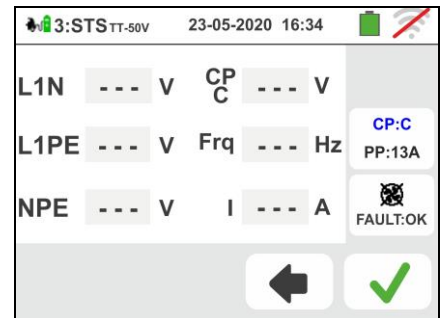 3:STS TT-50V 23-05-2020 16:34
L1N --- V CP C --- V
L1PE --- V Frq --- Hz
NPE --- V I --- A
CP:C
PP:13A
FAULT:OK